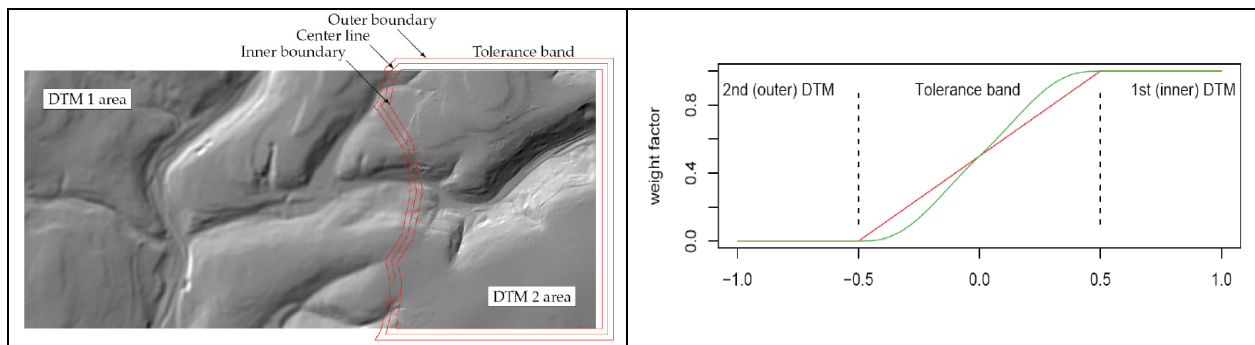 Outer boundary
Center line
Inner boundary
Tolerance band
DTM 1 area
DTM 2 area
2nd (outer) DTM Tolerance band 1st (inner) DTM
weight factor
0.8
0.4
0.0
−1.0 −0.5 0.0 0.5 1.0